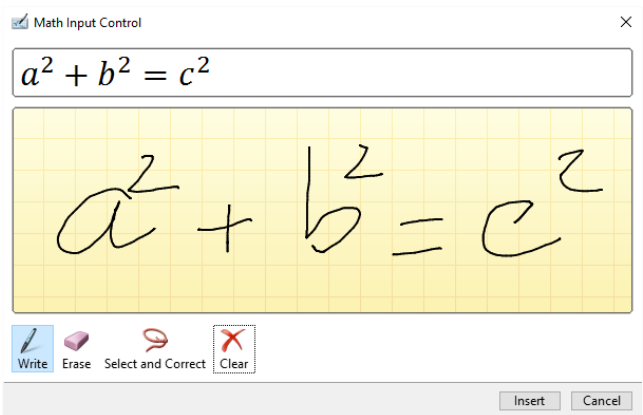 Math Input Control
a² + b² = c²
a² + b² = c²
Write Erase Select and Correct Clear
Insert Cancel